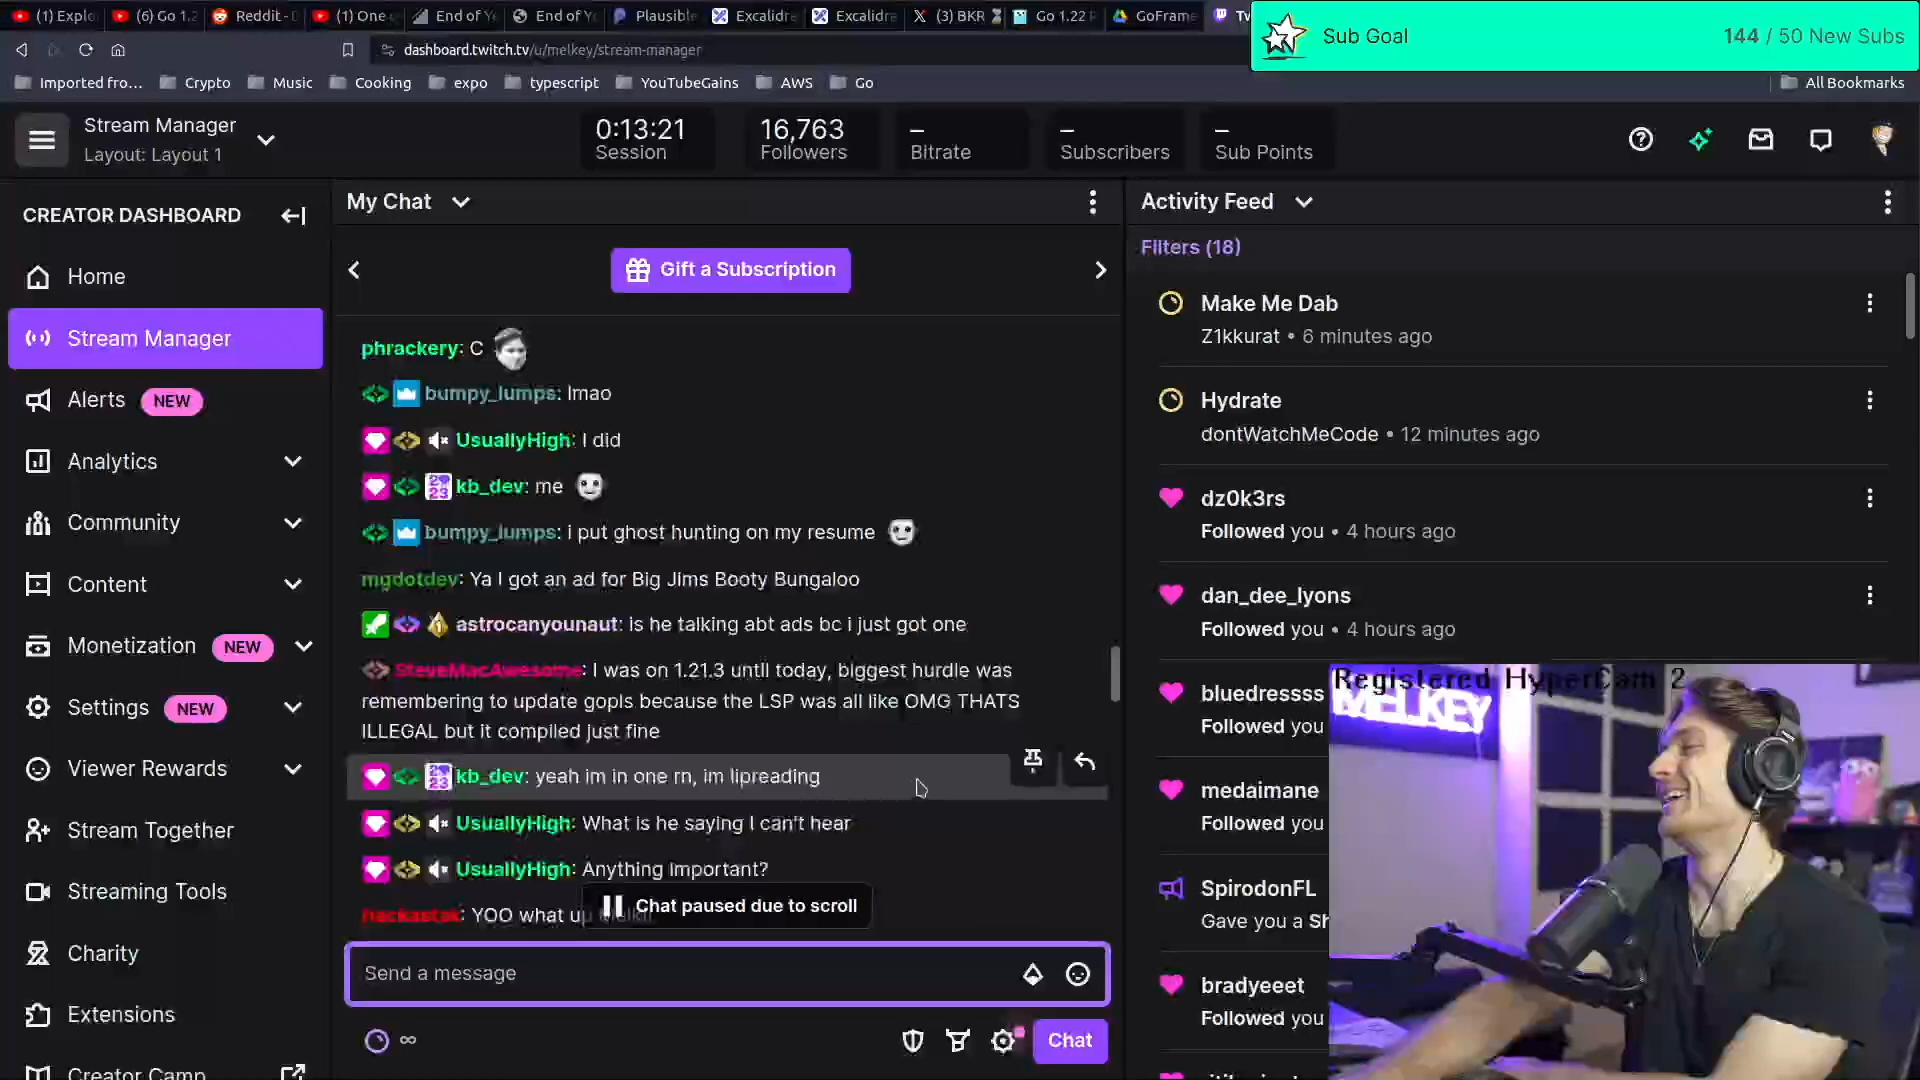 (1) Explo
(6) Go 1.2
Reddit - D
(1) One
End of Ye
End of Ye
Plausible
Excalidra
Excalidra
(3) BKR
Go 1.22 R
GoFrame
Tw
dashboard.twitch.tv/u/melkey/stream-manager
Sub Goal
144 / 50 New Subs
Imported fro...
Crypto
Music
Cooking
expo
typescript
YouTubeGains
AWS
Go
All Bookmarks
Stream Manager
Layout: Layout 1
0:13:21
Session
16,763
Followers
–
Bitrate
–
Subscribers
–
Sub Points
CREATOR DASHBOARD
Home
Stream Manager
Alerts NEW
Analytics
Community
Content
Monetization NEW
Settings NEW
Viewer Rewards
Stream Together
Streaming Tools
Charity
Extensions
Creator Camp
My Chat
Gift a Subscription
phrackery: C
bumpy_lumps: lmao
UsuallyHigh: I did
kb_dev: me
bumpy_lumps: i put ghost hunting on my resume
mgdotdev: Ya I got an ad for Big Jims Booty Bungaloo
astrocanyounaut: is he talking abt ads bc i just got one
SteveMacAwesome: I was on 1.21.3 until today, biggest hurdle was
remembering to update gopls because the LSP was all like OMG THATS
ILLEGAL but it compiled just fine
kb_dev: yeah im in one rn, im lipreading
UsuallyHigh: What is he saying I can't hear
UsuallyHigh: Anything important?
hackastak: YOO what up
Chat paused due to scroll
Send a message
Chat
Activity Feed
Filters (18)
Make Me Dab
Z1kkurat • 6 minutes ago
Hydrate
dontWatchMeCode • 12 minutes ago
dz0k3rs
Followed you • 4 hours ago
dan_dee_lyons
Followed you • 4 hours ago
bluedressss
Followed you
medaimane
Followed you
SpirodonFL
Gave you a Sh
bradyeeet
Followed you
Registered HyperCam 2
MELKEY